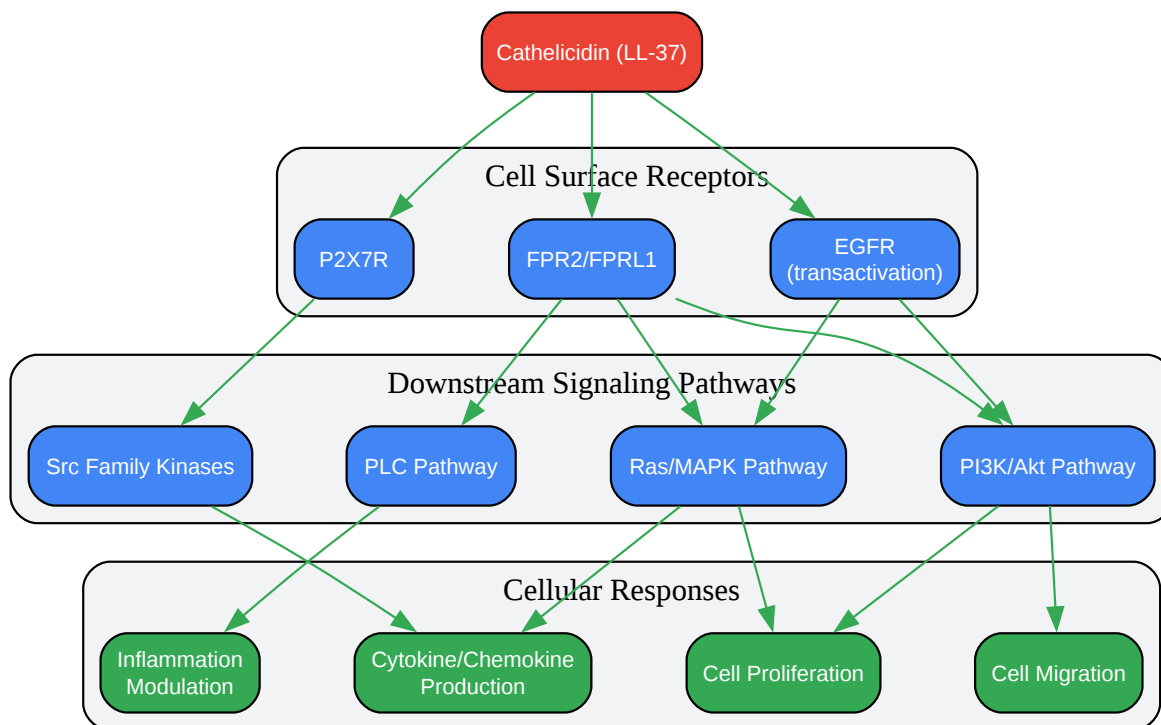 Cathelicidin (LL-37)
Cell Surface Receptors
P2X7R
FPR2/FPRL1
EGFR
(transactivation)
Downstream Signaling Pathways
Src Family Kinases
PLC Pathway
Ras/MAPK Pathway
PI3K/Akt Pathway
Cellular Responses
Inflammation
Modulation
Cytokine/Chemokine
Production
Cell Proliferation
Cell Migration